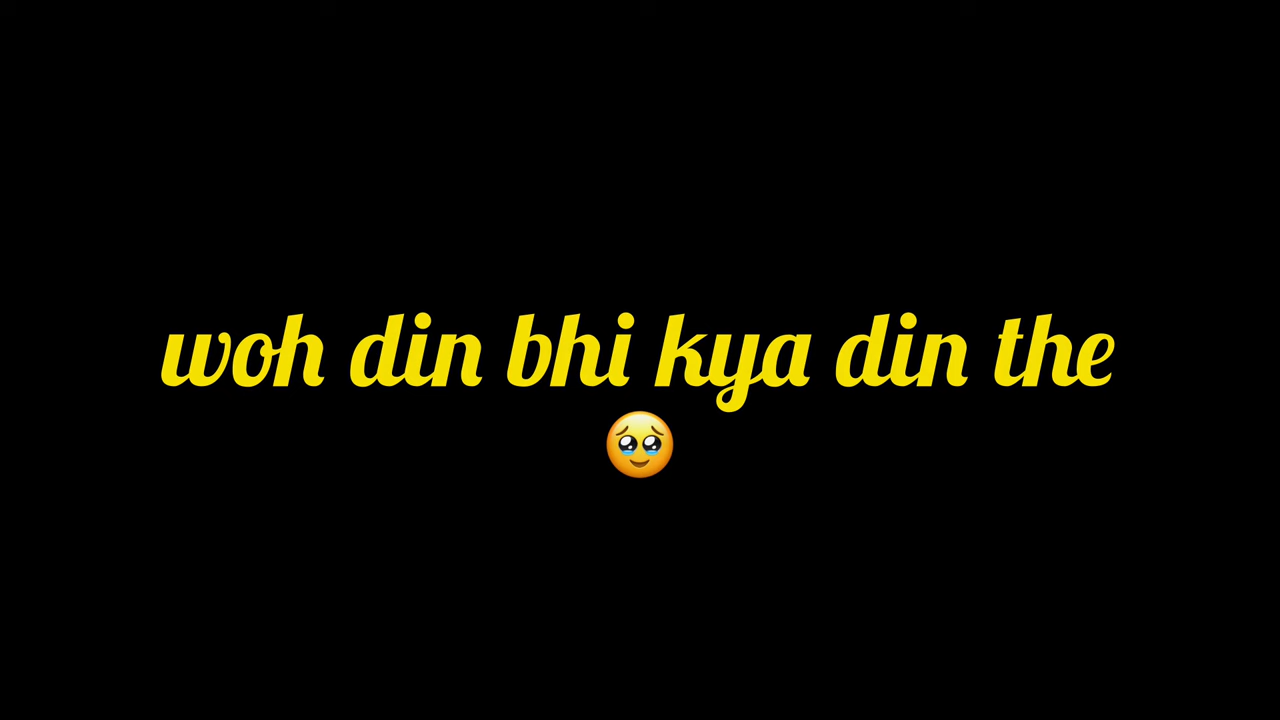 woh din bhi kya din the
🥹